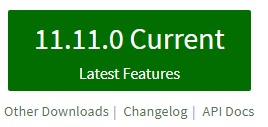 11.11.0 Current
Latest Features
Other Downloads | Changelog | API Docs